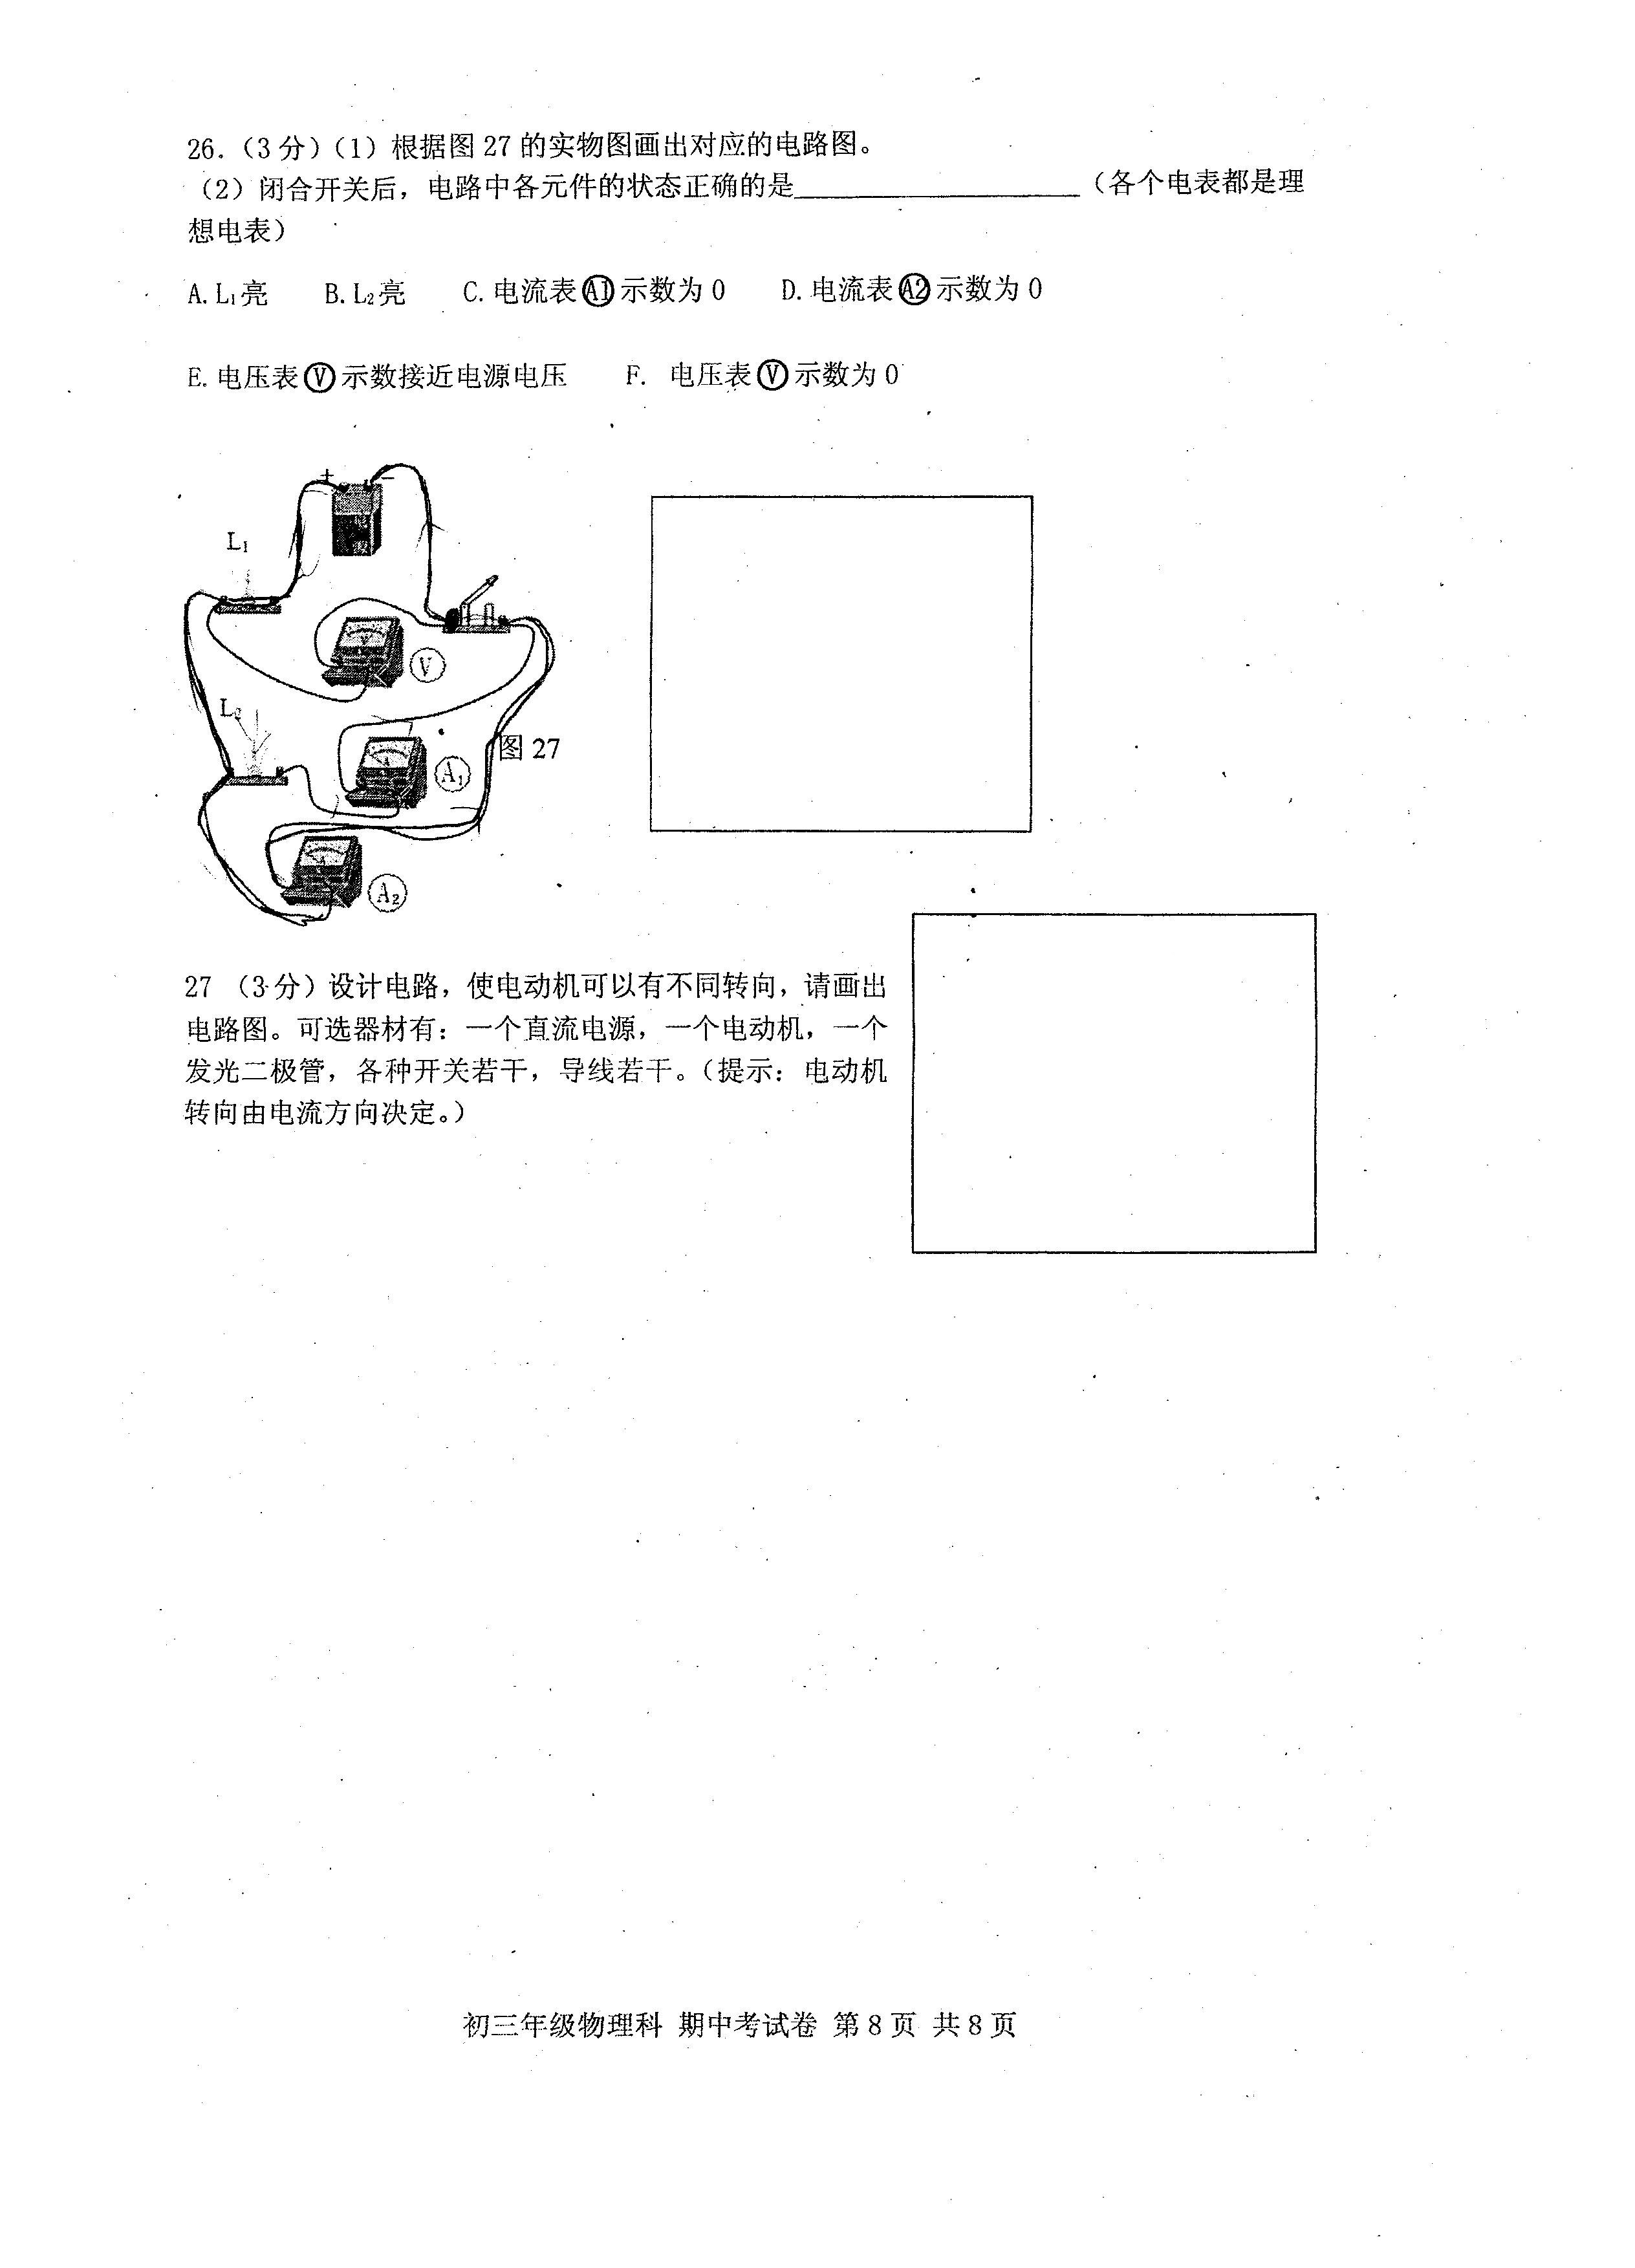 26.（3分）（1）根据图 27 的实物图画出对应的电路图。
（2）闭合开关后，电路中各元件的状态正确的是____________________（各个电表都是理
想电表）
A.L₁亮 B.L₂亮 C.电流表Ⓐ1示数为 0 D.电流表Ⓐ2示数为 0
E.电压表Ⓥ示数接近电源电压 F. 电压表Ⓥ示数为 0
+ −
L₁
V
L₂
图 27
A₁
A₂
27 （3分）设计电路，使电动机可以有不同转向，请画出
电路图。可选器材有：一个直流电源，一个电动机，一个
发光二极管，各种开关若干，导线若干。（提示：电动机
转向由电流方向决定。）
初三年级物理科 期中考试卷 第 8 页 共 8 页